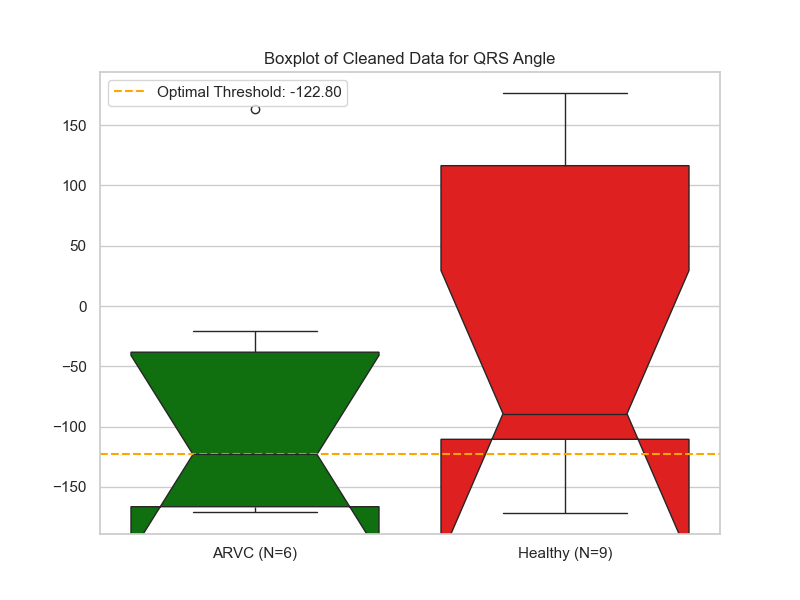 Boxplot of Cleaned Data for QRS Angle
Optimal Threshold: -122.80
150
100
50
0
−50
−100
−150
ARVC (N=6)
Healthy (N=9)